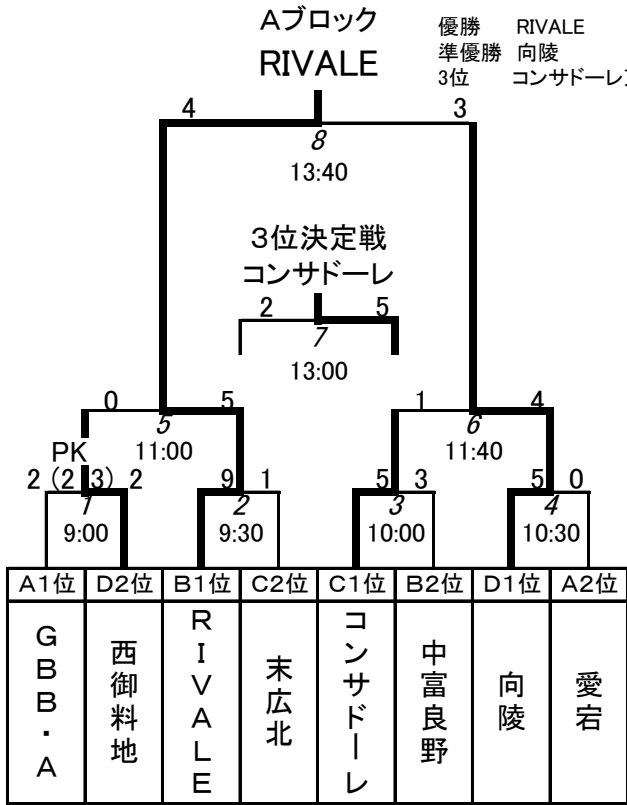 Aブロック
RIVALE
優勝 RIVALE
準優勝 向陵
3位 コンサドーレ
4 3
8
13:40
3位決定戦
コンサドーレ
2 5
7
13:00
0 5 1 4
5 6
PK 11:00 11:40
2 (2 3) 2 9 1 5 3 5 0
1 2 3 4
9:00 9:30 10:00 10:30
A1位 D2位 B1位 C2位 C1位 B2位 D1位 A2位
GBB・A
西御料地
RIVALE
末広北
コンサドーレ
中富良野
向陵
愛宕